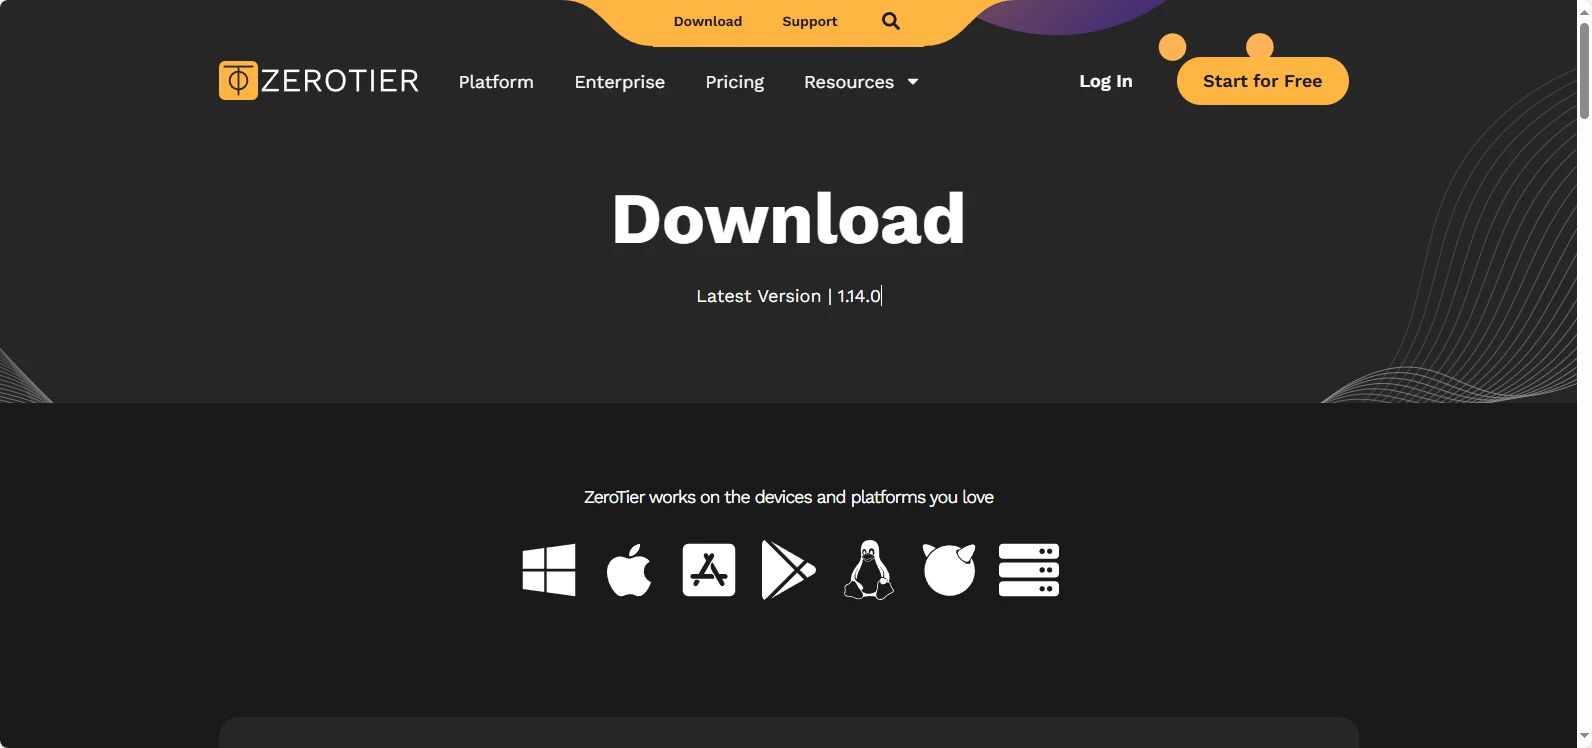 Download Support
ZEROTIER Platform Enterprise Pricing Resources Log In Start for Free
Download
Latest Version | 1.14.0
ZeroTier works on the devices and platforms you love